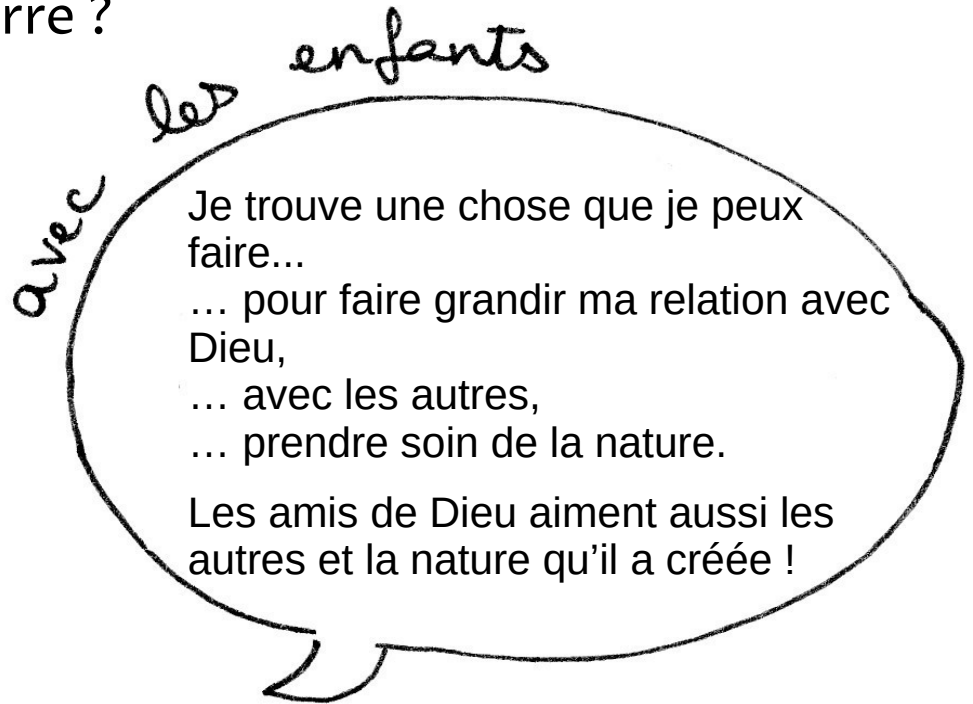 rre ?
avec les enfants
Je trouve une chose que je peux
faire...
… pour faire grandir ma relation avec
Dieu,
… avec les autres,
… prendre soin de la nature.
Les amis de Dieu aiment aussi les
autres et la nature qu’il a créée !